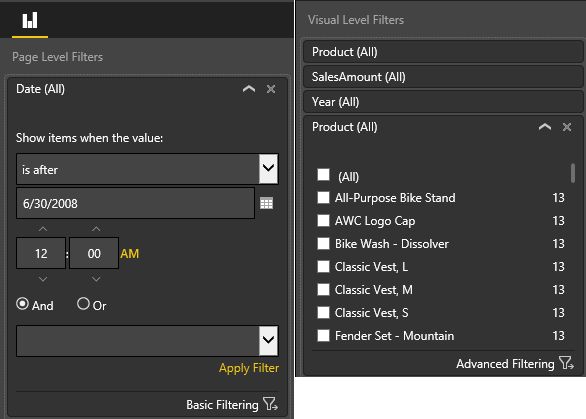 Page Level Filters
Date (All)
Show items when the value:
is after
6/30/2008
12 : 00 AM
And Or
Apply Filter
Basic Filtering
Visual Level Filters
Product (All)
SalesAmount (All)
Year (All)
Product (All)
(All)
All-Purpose Bike Stand 13
AWC Logo Cap 13
Bike Wash - Dissolver 13
Classic Vest, L 13
Classic Vest, M 13
Classic Vest, S 13
Fender Set - Mountain 13
Advanced Filtering